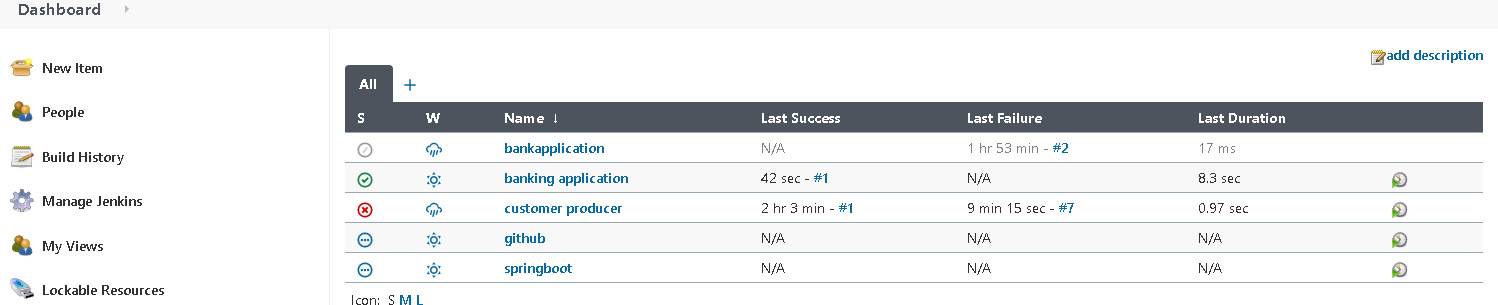 Dashboard
New Item
People
Build History
Manage Jenkins
My Views
Lockable Resources
add description
All +
S W Name ↓ Last Success Last Failure Last Duration
bankapplication N/A 1 hr 53 min - #2 17 ms
banking application 42 sec - #1 N/A 8.3 sec
customer producer 2 hr 3 min - #1 9 min 15 sec - #7 0.97 sec
github N/A N/A N/A
springboot N/A N/A N/A
Icon: S M L